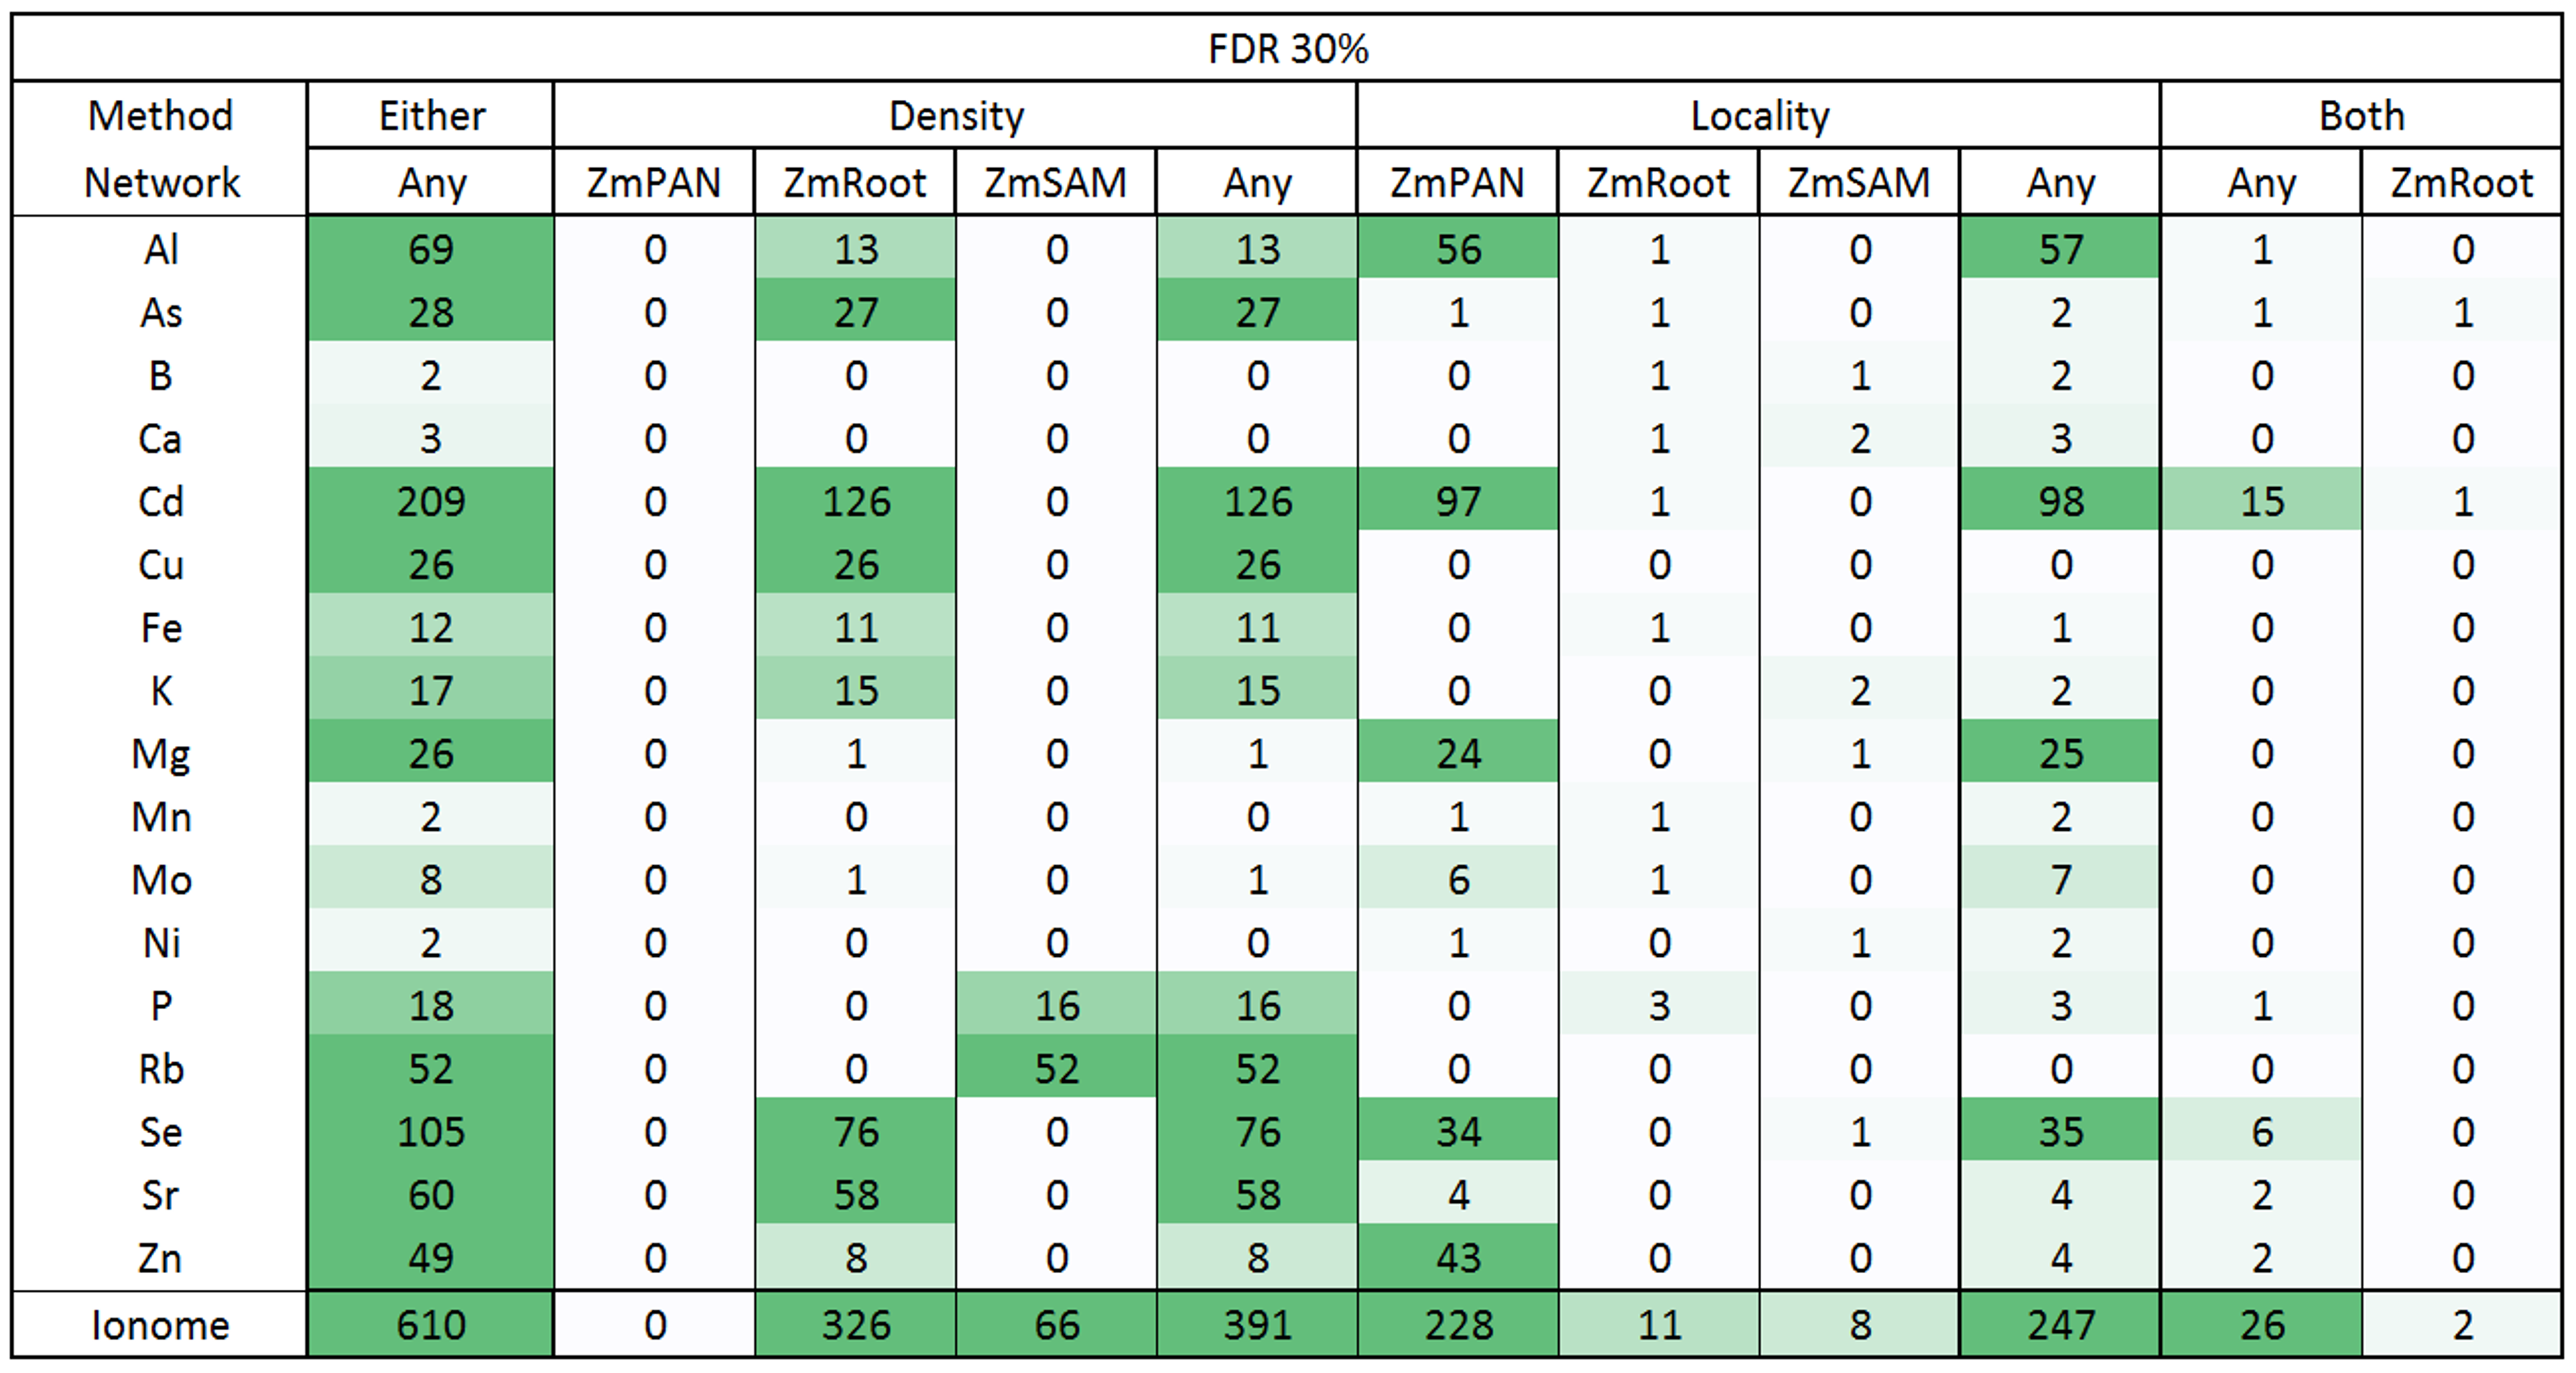 FDR 30%
Method Either Density Locality Both
Network Any ZmPAN ZmRoot ZmSAM Any ZmPAN ZmRoot ZmSAM Any Any ZmRoot
Al 69 0 13 0 13 56 1 0 57 1 0
As 28 0 27 0 27 1 1 0 2 1 1
B 2 0 0 0 0 0 1 1 2 0 0
Ca 3 0 0 0 0 0 1 2 3 0 0
Cd 209 0 126 0 126 97 1 0 98 15 1
Cu 26 0 26 0 26 0 0 0 0 0 0
Fe 12 0 11 0 11 0 1 0 1 0 0
K 17 0 15 0 15 0 0 2 2 0 0
Mg 26 0 1 0 1 24 0 1 25 0 0
Mn 2 0 0 0 0 1 1 0 2 0 0
Mo 8 0 1 0 1 6 1 0 7 0 0
Ni 2 0 0 0 0 1 0 1 2 0 0
P 18 0 0 16 16 0 3 0 3 1 0
Rb 52 0 0 52 52 0 0 0 0 0 0
Se 105 0 76 0 76 34 0 1 35 6 0
Sr 60 0 58 0 58 4 0 0 4 2 0
Zn 49 0 8 0 8 43 0 0 4 2 0
Ionome 610 0 326 66 391 228 11 8 247 26 2